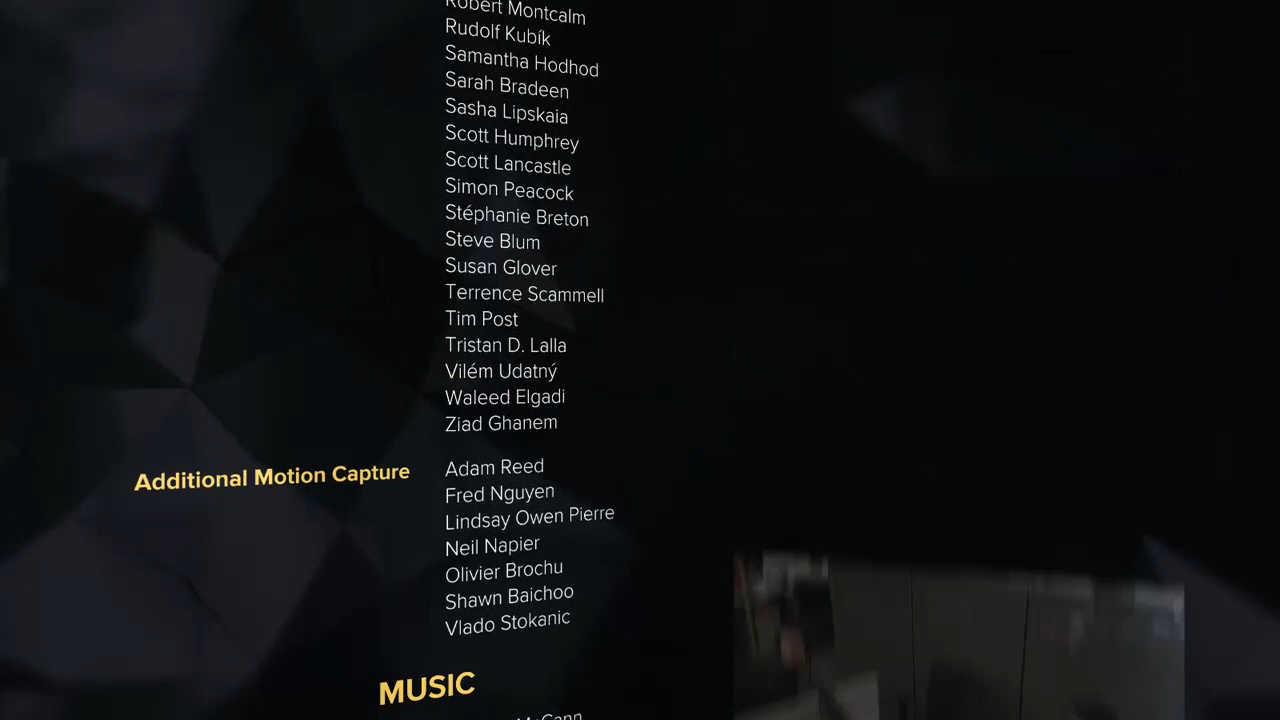 Robert Montcalm
Rudolf Kubík
Samantha Hodhod
Sarah Bradeen
Sasha Lipskaia
Scott Humphrey
Scott Lancastle
Simon Peacock
Stéphanie Breton
Steve Blum
Susan Glover
Terrence Scammell
Tim Post
Tristan D. Lalla
Vilém Udatný
Waleed Elgadi
Ziad Ghanem
Additional Motion Capture
Adam Reed
Fred Nguyen
Lindsay Owen Pierre
Neil Napier
Olivier Brochu
Shawn Baichoo
Vlado Stokanic
MUSIC
McCann